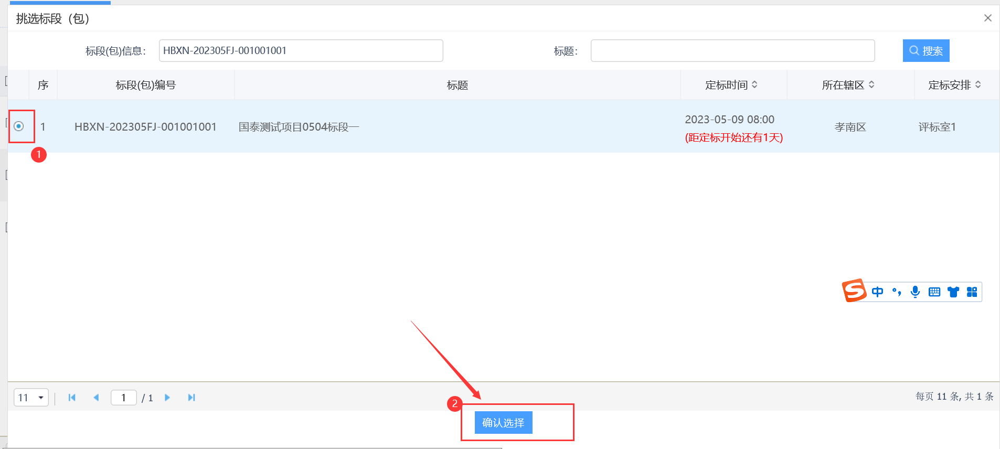 挑选标段（包）
标段(包)信息： HBXN-202305FJ-001001001 标题： 搜索
序 标段(包)编号 标题 定标时间 所在辖区 定标安排
1 HBXN-202305FJ-001001001 国泰测试项目0504标段一 2023-05-09 08:00 孝南区 评标室1
(距定标开始还有1天)
1
中
11 1 / 1 每页 11 条, 共 1 条
2
确认选择